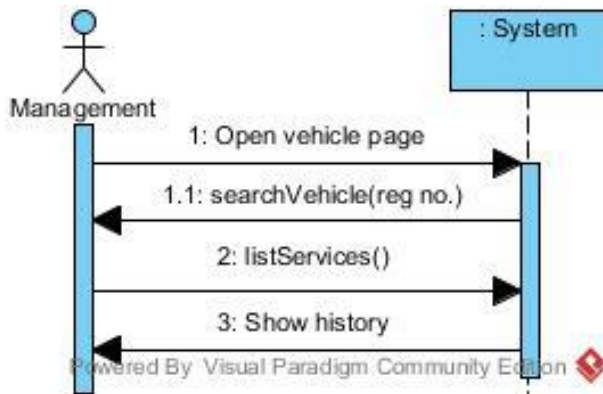 : System
Management
1: Open vehicle page
1.1: searchVehicle(reg no.)
2: listServices()
3: Show history
Powered By Visual Paradigm Community Edition